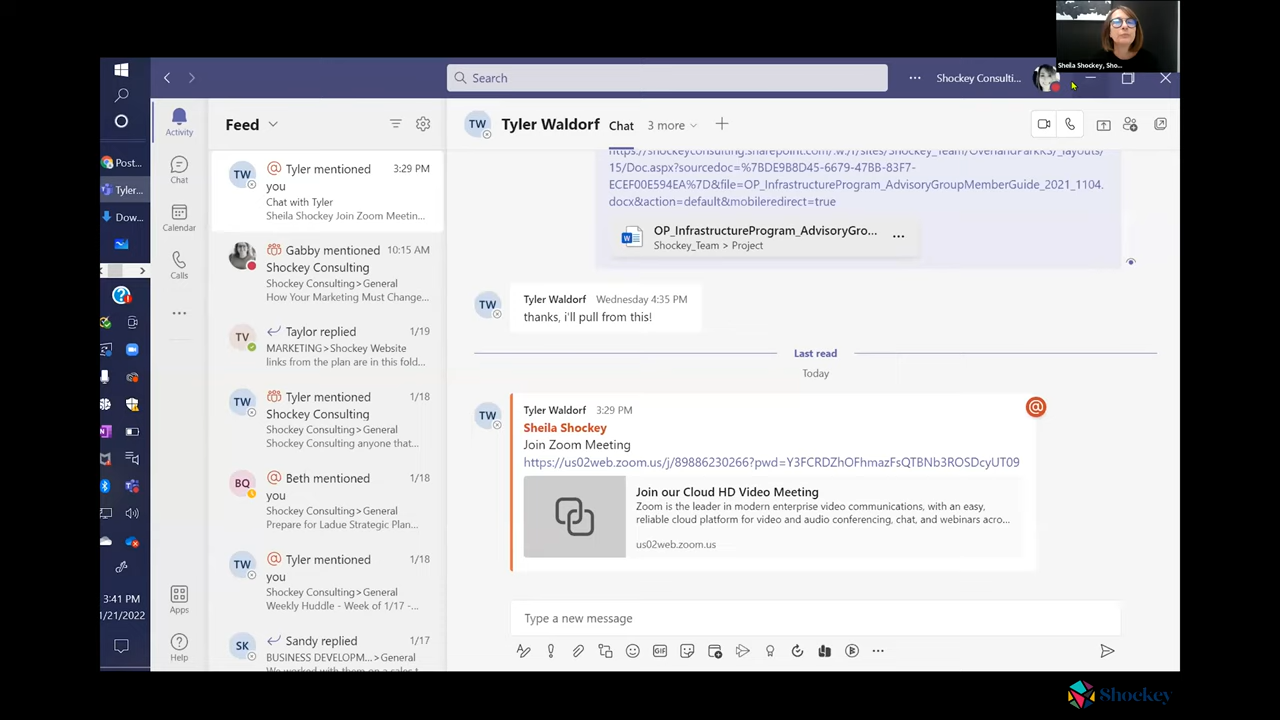 Sheila Shockey, Sho...
Search
Shockey Consulti...
Post...
Tyler...
Dow...
3:41 PM
1/21/2022
Activity
Chat
Calendar
Calls
Apps
Help
Feed
TW
Tyler mentioned 3:29 PM
you
Chat with Tyler
Sheila Shockey Join Zoom Meetin...
Gabby mentioned 10:15 AM
Shockey Consulting
Shockey Consulting > General
How Your Marketing Must Change...
TV
Taylor replied 1/19
MARKETING > Shockey Website
links from the plan are in this fold...
TW
Tyler mentioned 1/18
Shockey Consulting
Shockey Consulting > General
Shockey Consulting anyone that...
BQ
Beth mentioned 1/18
you
Shockey Consulting > General
Prepare for Ladue Strategic Plan...
TW
Tyler mentioned 1/18
you
Shockey Consulting > General
Weekly Huddle - Week of 1/17 -...
SK
Sandy replied 1/17
BUSINESS DEVELOPM... > General
TW
Tyler Waldorf Chat 3 more
15/Doc.aspx?sourcedoc=%7BDE9B8D45-6679-47BB-83F7-
ECEF00E594EA%7D&file=OP_InfrastructureProgram_AdvisoryGroupMemberGuide_2021_1104.
docx&action=default&mobileredirect=true
OP_InfrastructureProgram_AdvisoryGro...
Shockey_Team > Project
TW
Tyler Waldorf Wednesday 4:35 PM
thanks, i'll pull from this!
Last read
Today
TW
Tyler Waldorf 3:29 PM
Sheila Shockey
Join Zoom Meeting
https://us02web.zoom.us/j/89886230266?pwd=Y3FCRDZhOFhmazFsQTBNb3ROSDcyUT09
Join our Cloud HD Video Meeting
Zoom is the leader in modern enterprise video communications, with an easy,
reliable cloud platform for video and audio conferencing, chat, and webinars acro...
us02web.zoom.us
Type a new message
GIF
Shockey